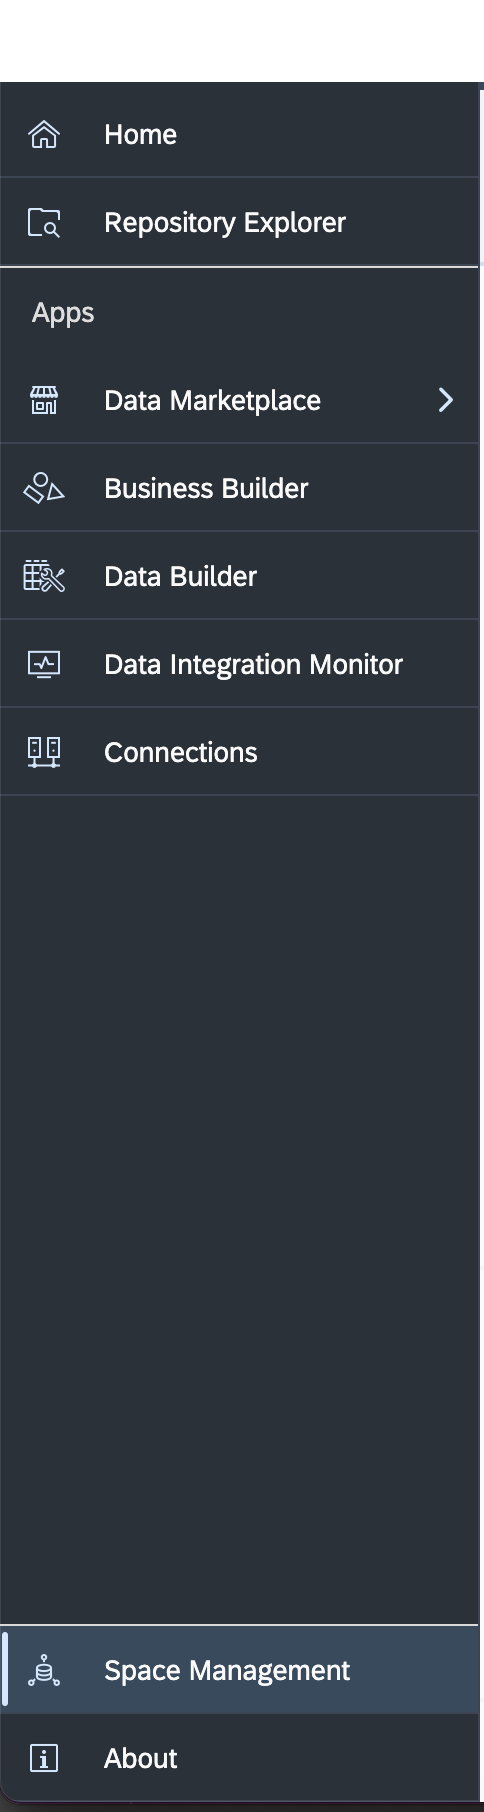 Home
Repository Explorer
Apps
Data Marketplace
Business Builder
Data Builder
Data Integration Monitor
Connections
Space Management
About